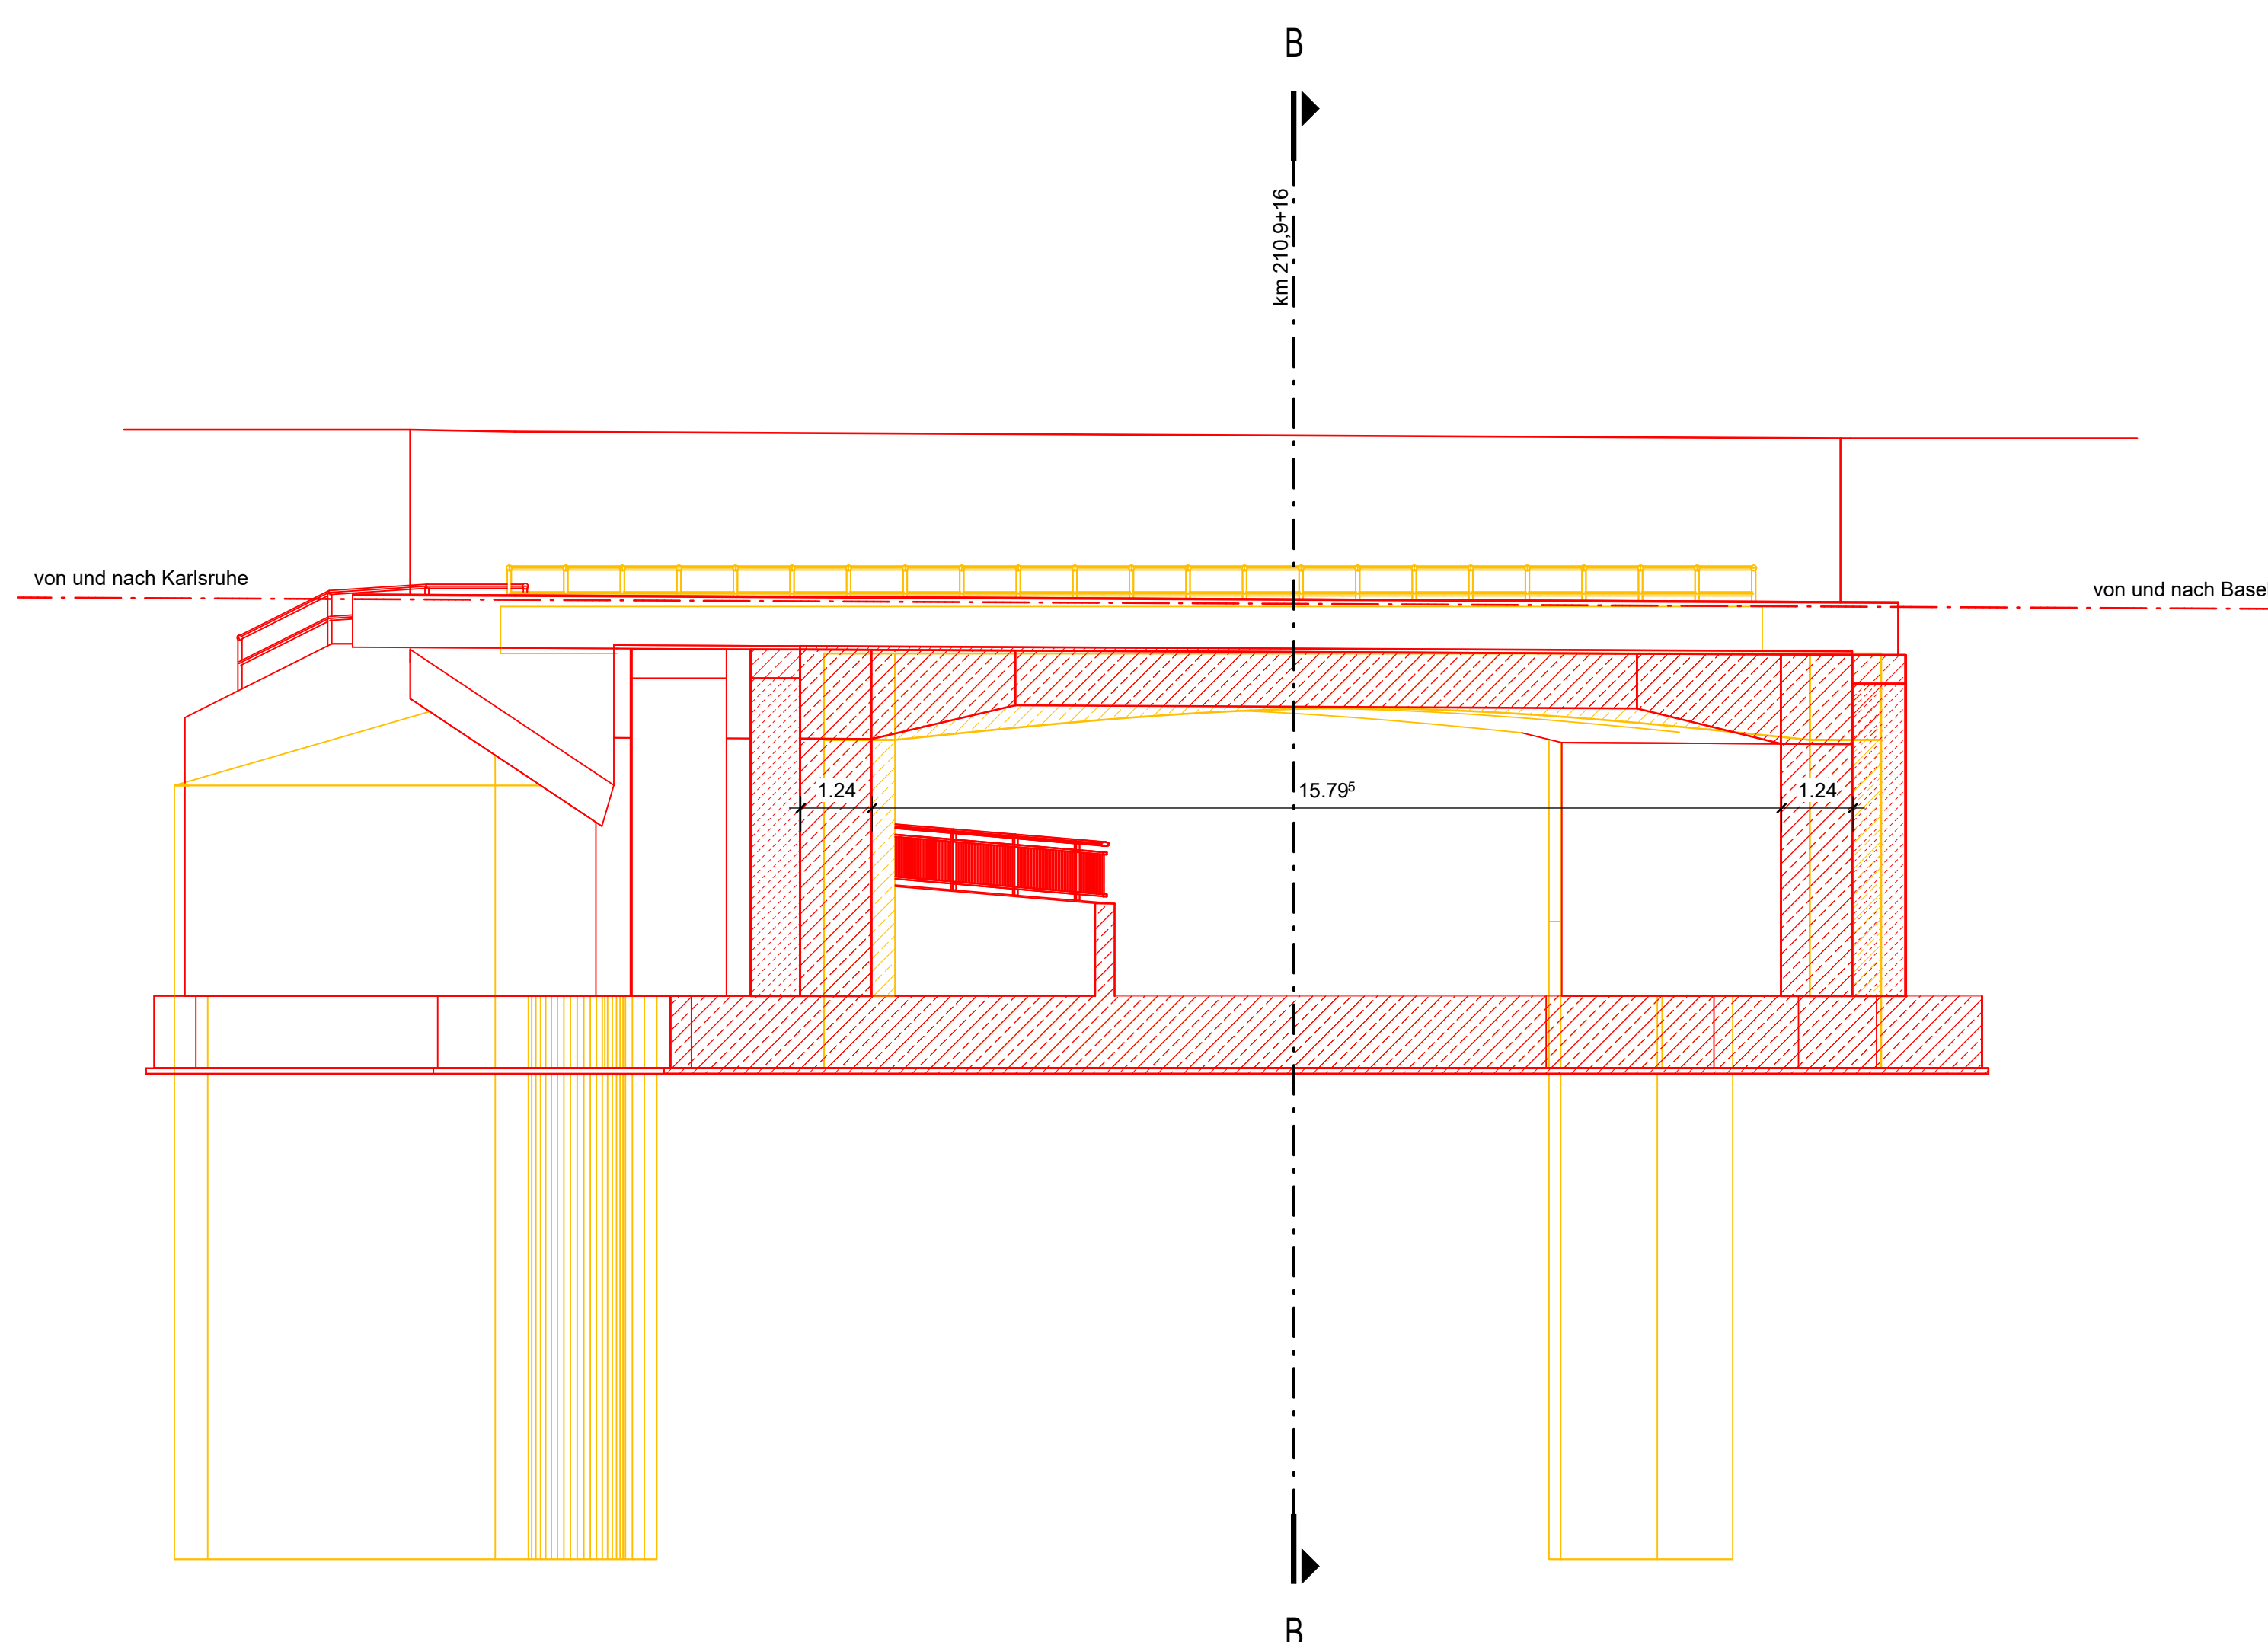 B
km 210,9+16
von und nach Karlsruhe
von und nach Base
1.24
15.79⁵
1.24
B